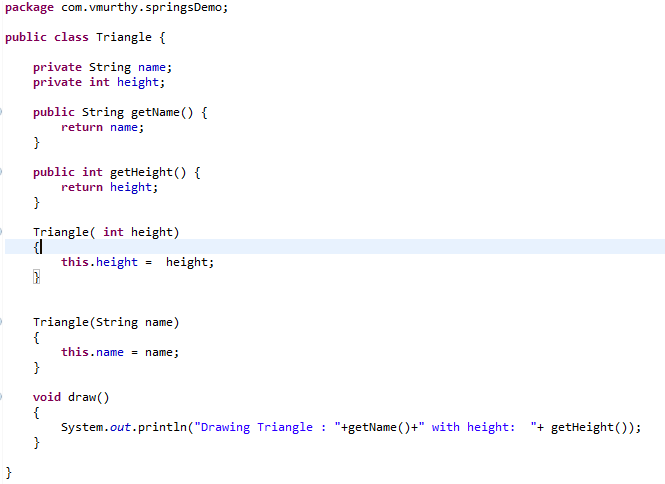 package com.vmurthy.springsDemo;
public class Triangle {
private String name;
private int height;
public String getName() {
return name;
}
public int getHeight() {
return height;
}
Triangle( int height)
{
this.height =  height;
}
Triangle(String name)
{
this.name = name;
}
void draw()
{
System.out.println("Drawing Triangle : "+getName()+" with height:  "+ getHeight());
}
}